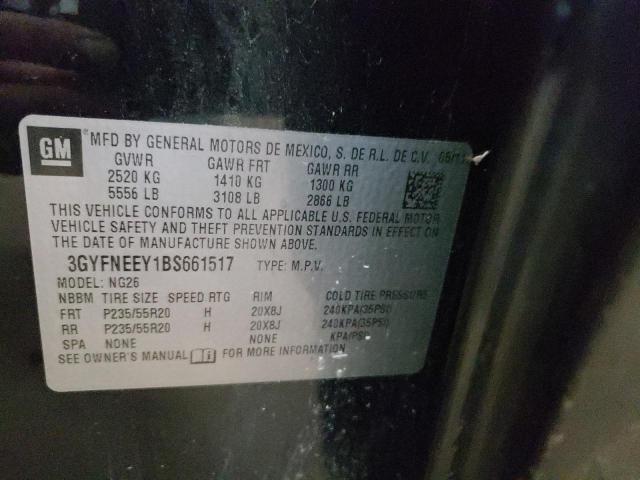 GM
MFD BY GENERAL MOTORS DE MEXICO, S. DE R.L. DE C.V. 05/11
GVWR GAWR FRT GAWR RR
2520 KG 1410 KG 1300 KG
5556 LB 3108 LB 2866 LB
THIS VEHICLE CONFORMS TO ALL APPLICABLE U.S. FEDERAL MOTOR
VEHICLE SAFETY AND THEFT PREVENTION STANDARDS IN EFFECT ON
THE DATE OF MANUFACTURE SHOWN ABOVE.
3GYFNEEY1BS661517 TYPE: M.P.V.
MODEL: NG26
NBBM TIRE SIZE SPEED RTG RIM COLD TIRE PRESSURE
FRT P235/55R20 H 20X8J 240KPA(35PSI)
RR P235/55R20 H 20X8J 240KPA(35PSI)
SPA NONE NONE KPA/PSI
SEE OWNER'S MANUAL i FOR MORE INFORMATION